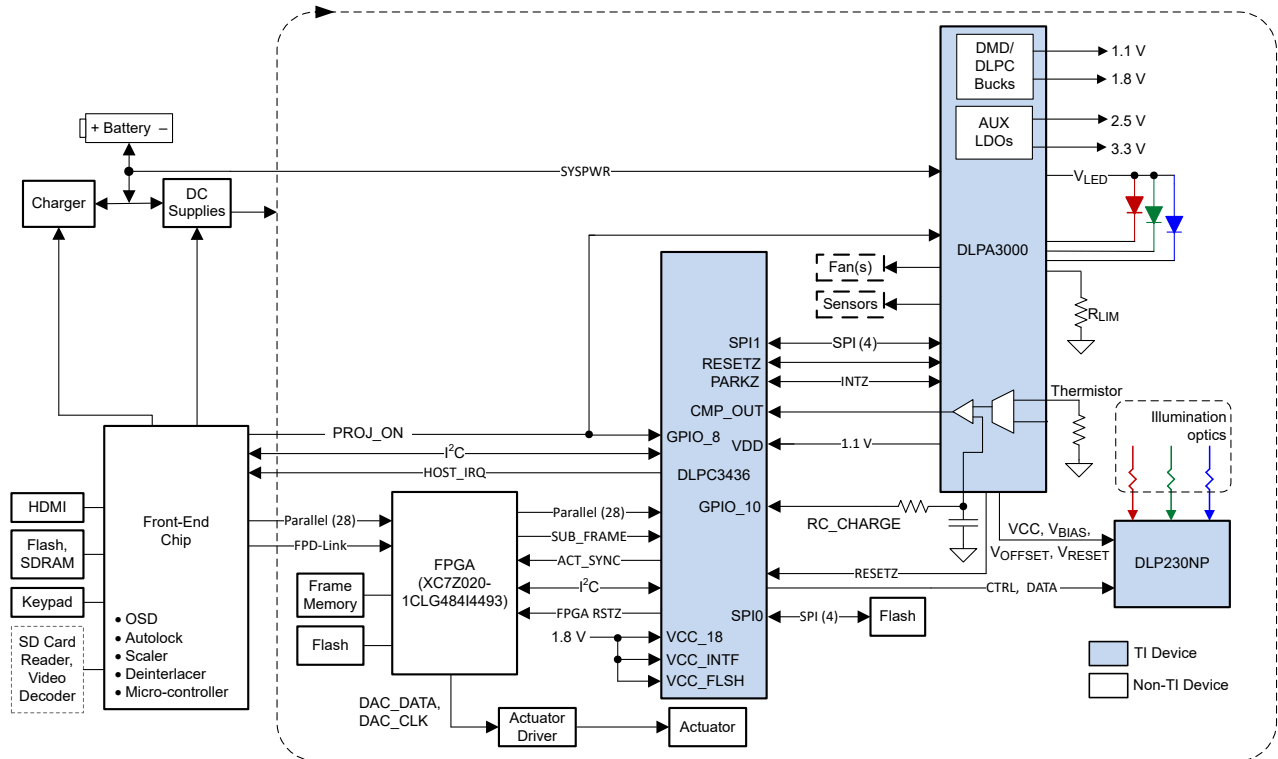 + Battery –
Charger
DC
Supplies
SYSPWR
DMD/
DLPC
Bucks
1.1 V
1.8 V
AUX
LDOs
2.5 V
3.3 V
VLED
DLPA3000
Fan(s)
Sensors
RLIM
SPI1
SPI (4)
RESETZ
PARKZ
INTZ
CMP_OUT
Thermistor
Illumination
optics
PROJ_ON
GPIO_8
VDD
1.1 V
I2C
HOST_IRQ
DLPC3436
HDMI
Flash,
SDRAM
Keypad
SD Card
Reader,
Video
Decoder
Front-End
Chip
• OSD
• Autolock
• Scaler
• Deinterlacer
• Micro-controller
Parallel (28)
FPD-Link
Frame
Memory
Flash
FPGA
(XC7Z020-
1CLG484I4493)
Parallel (28)
SUB_FRAME
ACT_SYNC
I2C
FPGA RSTZ
GPIO_10
RC_CHARGE
VCC, VBIAS,
VOFFSET, VRESET
RESETZ
CTRL, DATA
DLP230NP
SPI0
SPI (4)
Flash
1.8 V
VCC_18
VCC_INTF
VCC_FLSH
DAC_DATA,
DAC_CLK
Actuator
Driver
Actuator
TI Device
Non-TI Device